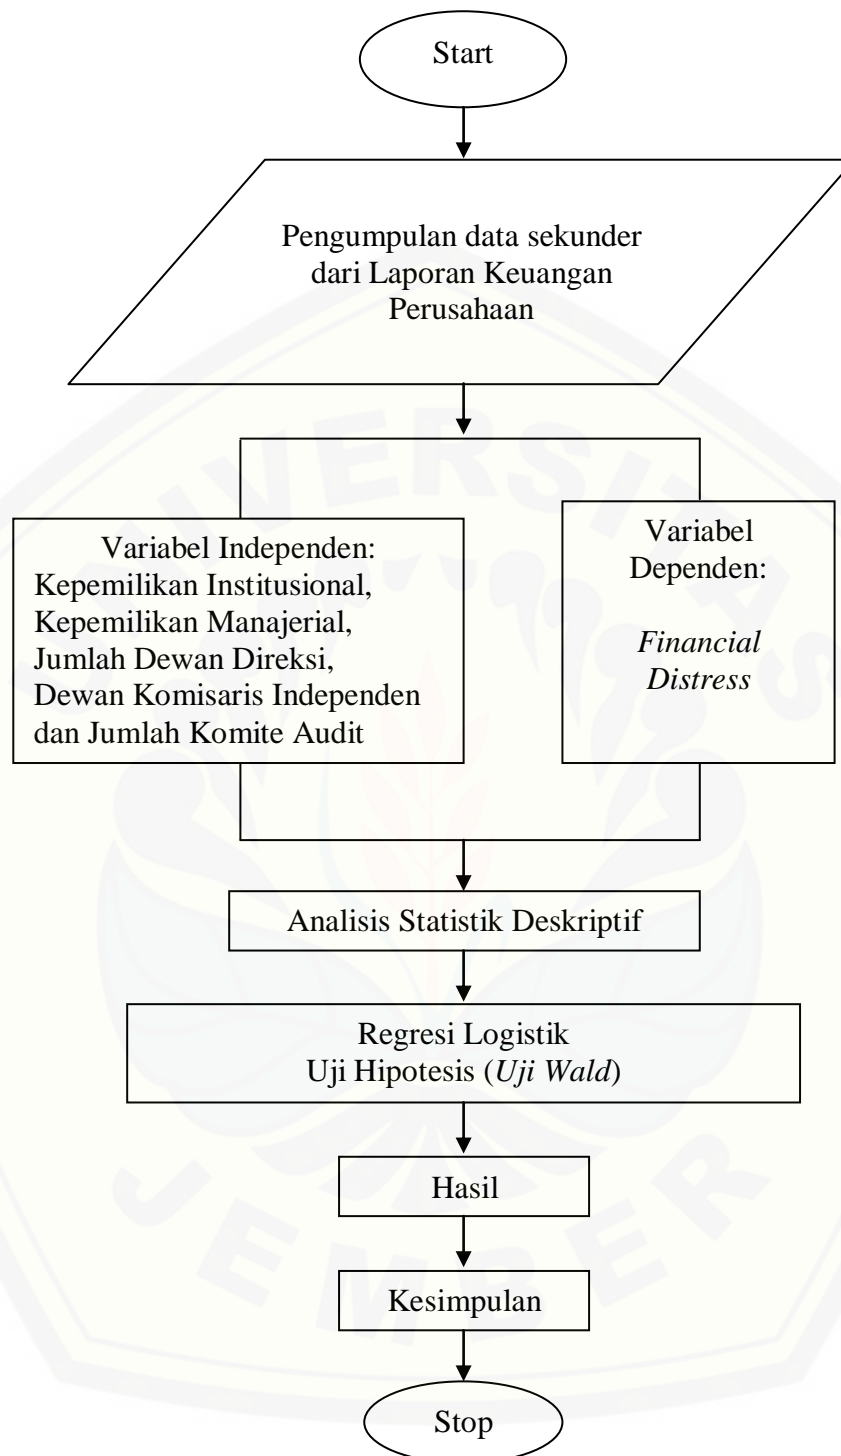 Start
Pengumpulan data sekunder
dari Laporan Keuangan
Perusahaan
Variabel Independen:
Kepemilikan Institusional,
Kepemilikan Manajerial,
Jumlah Dewan Direksi,
Dewan Komisaris Independen
dan Jumlah Komite Audit
Variabel
Dependen:
Financial
Distress
Analisis Statistik Deskriptif
Regresi Logistik
Uji Hipotesis (Uji Wald)
Hasil
Kesimpulan
Stop
UNIVERSITAS
JEMBER